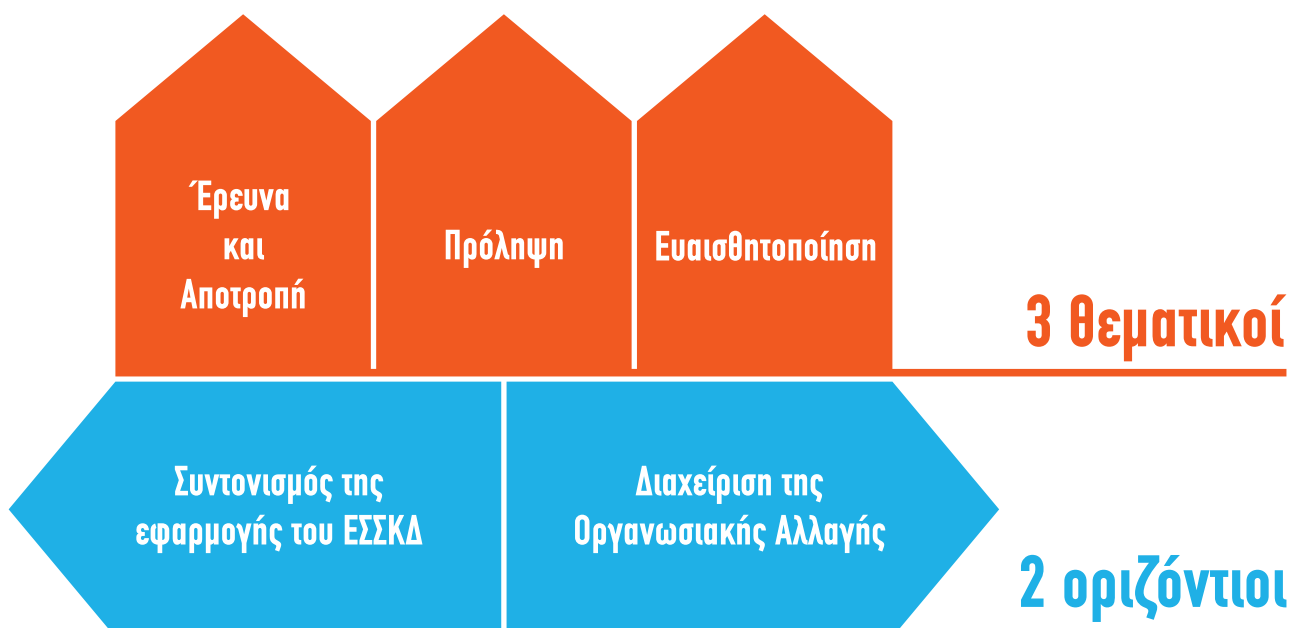 Έρευνα
και
Αποτροπή
Πρόληψη
Ευαισθητοποίηση
3 θεματικοί
Συντονισμός της
εφαρμογής του ΕΣΣΚΔ
Διαχείριση της
Οργανωσιακής Αλλαγής
2 οριζόντιοι